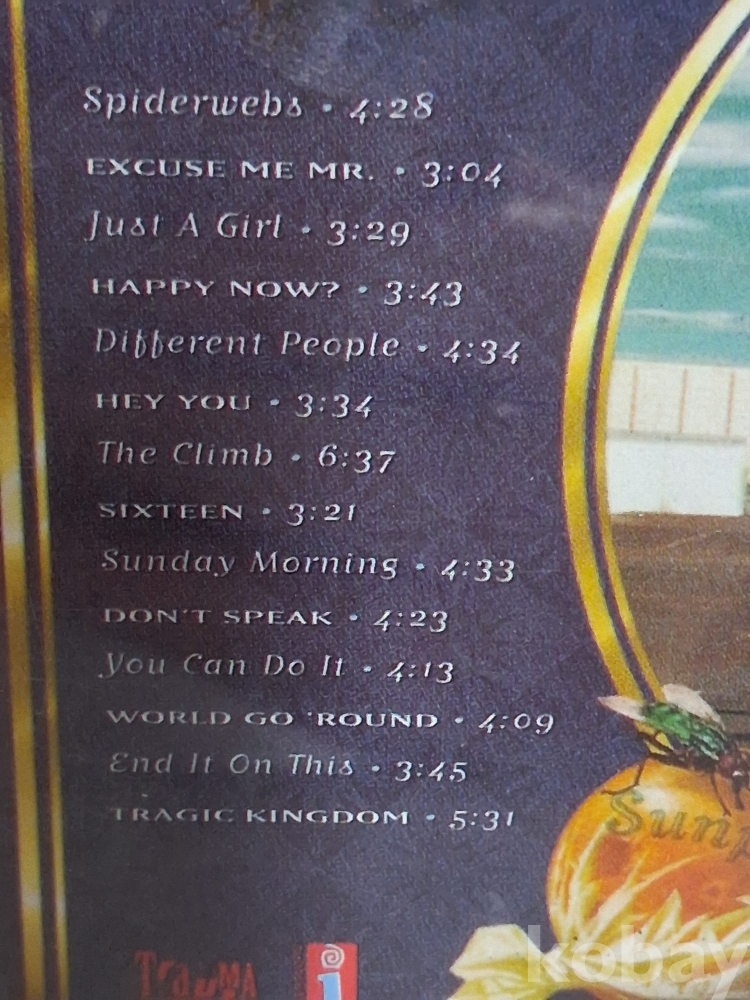 Spiderwebs • 4:28
EXCUSE ME MR. • 3:04
Just A Girl • 3:29
HAPPY NOW? • 3:43
Different People • 4:34
HEY YOU • 3:34
The Climb • 6:37
SIXTEEN • 3:21
Sunday Morning • 4:33
DON'T SPEAK • 4:23
You Can Do It • 4:13
WORLD GO 'ROUND • 4:09
End It On This • 3:45
TRAGIC KINGDOM • 5:31
Trauma
i
kobay